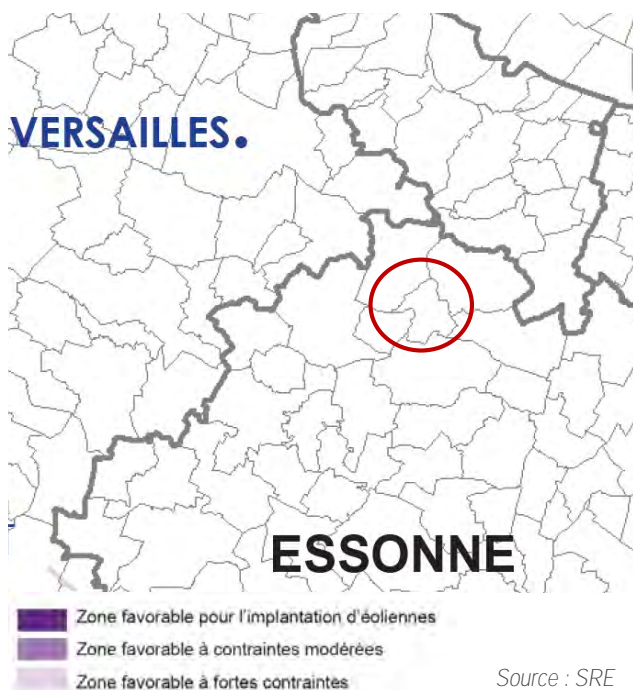 VERSAILLES.
ESSONNE
Zone favorable pour l'implantation d'éoliennes
Zone favorable à contraintes modérées
Zone favorable à fortes contraintes
Source : SRE